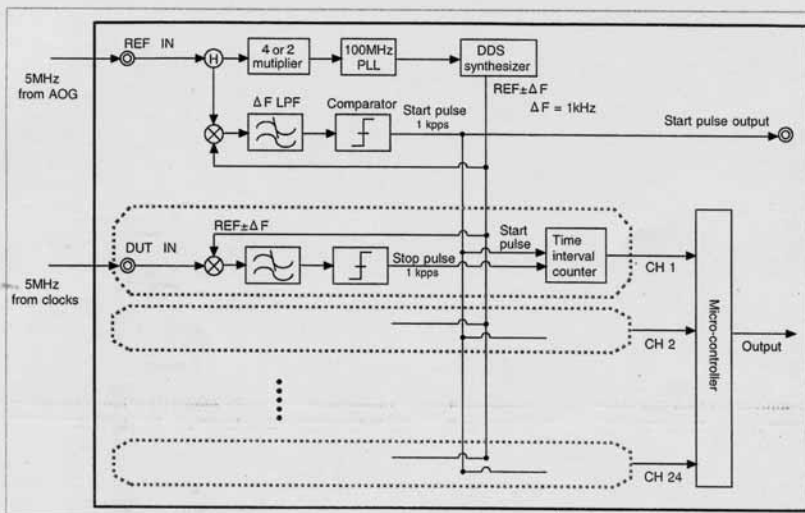 REF IN
H
4 or 2
mutiplier
100MHz
PLL
DDS
synthesizer
5MHz
from AOG
REF±ΔF
ΔF = 1kHz
ΔF LPF
Comparator
Start pulse
1 kpps
Start pulse output
REF±ΔF
DUT IN
Stop pulse
1 kpps
Start
pulse
Time
interval
counter
CH 1
5MHz
from clocks
CH 2
Micro-controller
Output
CH 24